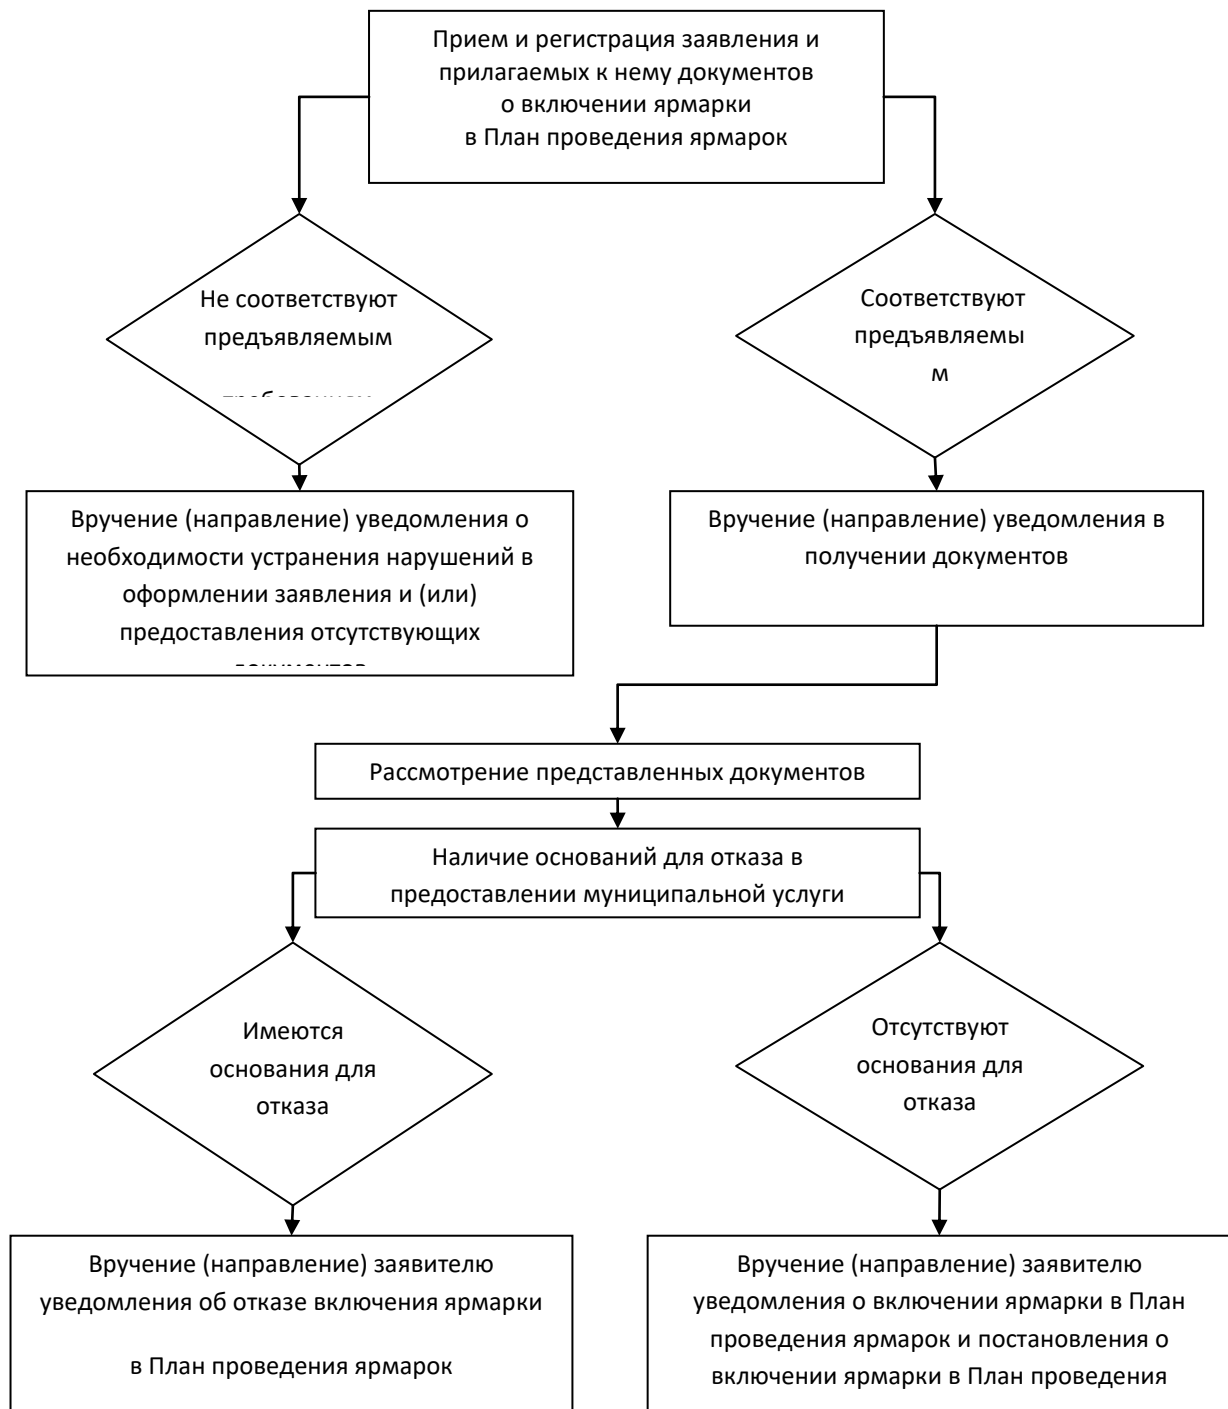 Прием и регистрация заявления и
прилагаемых к нему документов
о включении ярмарки
в План проведения ярмарок
Не соответствуют
предъявляемым
Соответствуют
предъявляемы
м
Вручение (направление) уведомления о
необходимости устранения нарушений в
оформлении заявления и (или)
предоставления отсутствующих
Вручение (направление) уведомления в
получении документов
Рассмотрение представленных документов
Наличие оснований для отказа в
предоставлении муниципальной услуги
Имеются
основания для
отказа
Отсутствуют
основания для
отказа
Вручение (направление) заявителю
уведомления об отказе включения ярмарки
в План проведения ярмарок
Вручение (направление) заявителю
уведомления о включении ярмарки в План
проведения ярмарок и постановления о
включении ярмарки в План проведения